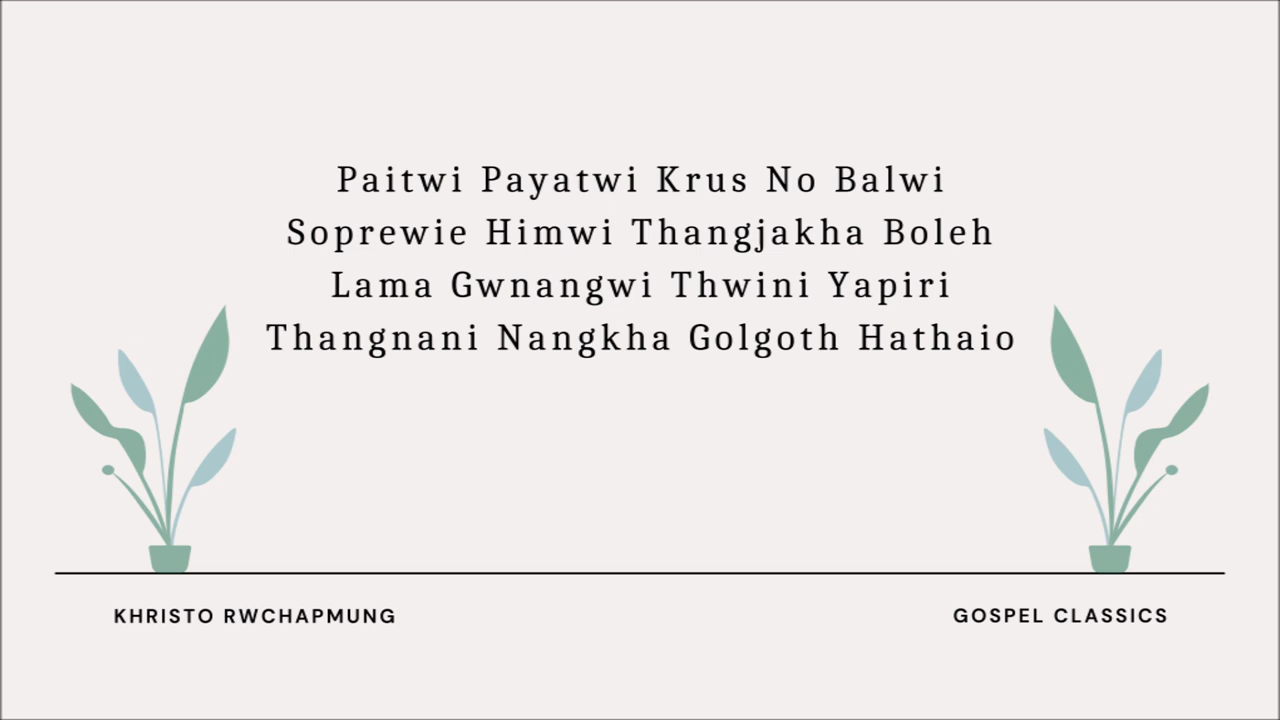 Paitwi Payatwi Krus No Balwi
Soprewie Himwi Thangjakha Boleh
Lama Gwnangwi Thwini Yapiri
Thangnani Nangkha Golgoth Hathaio
KHRISTO RWCHAPMUNG
GOSPEL CLASSICS